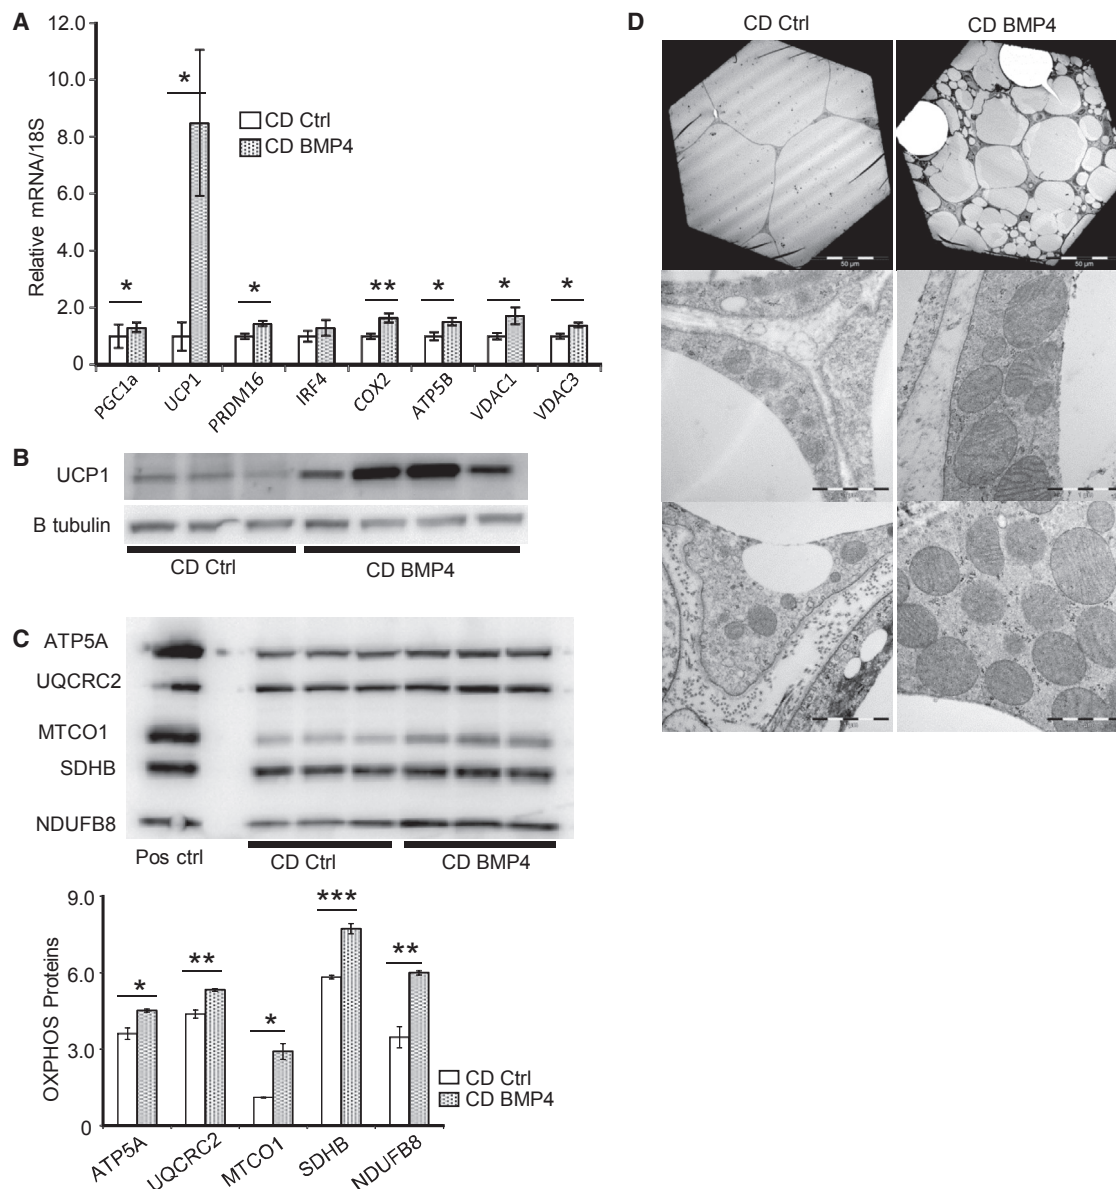 A
12.0
10.0
8.0
6.0
4.0
2.0
0
Relative mRNA/18S
*
*
*
**
*
*
*
CD Ctrl
CD BMP4
PGC1a
UCP1
PRDM16
IRF4
COX2
ATP5B
VDAC1
VDAC3
B
UCP1
B tubulin
CD Ctrl
CD BMP4
C
ATP5A
UQCRC2
MTCO1
SDHB
NDUFB8
Pos ctrl
CD Ctrl
CD BMP4
9.0
6.0
3.0
0
OXPHOS Proteins
*
**
*
***
**
CD Ctrl
CD BMP4
ATP5A
UQCRC2
MTCO1
SDHB
NDUFB8
D
CD Ctrl
CD BMP4
50 µm
50 µm